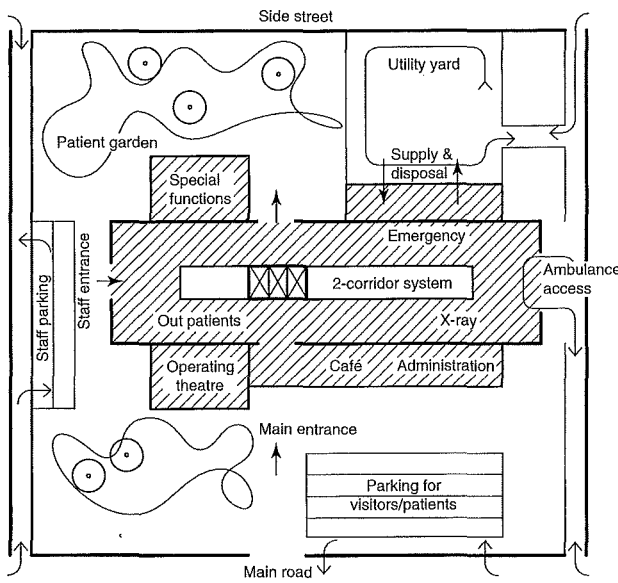 Side street
Utility yard
Patient garden
Supply &
disposal
Special
functions
Emergency
Staff parking
Staff entrance
2-corridor system
Ambulance
access
Out patients
X-ray
Operating
theatre
Café
Administration
Main entrance
Parking for
visitors/patients
Main road